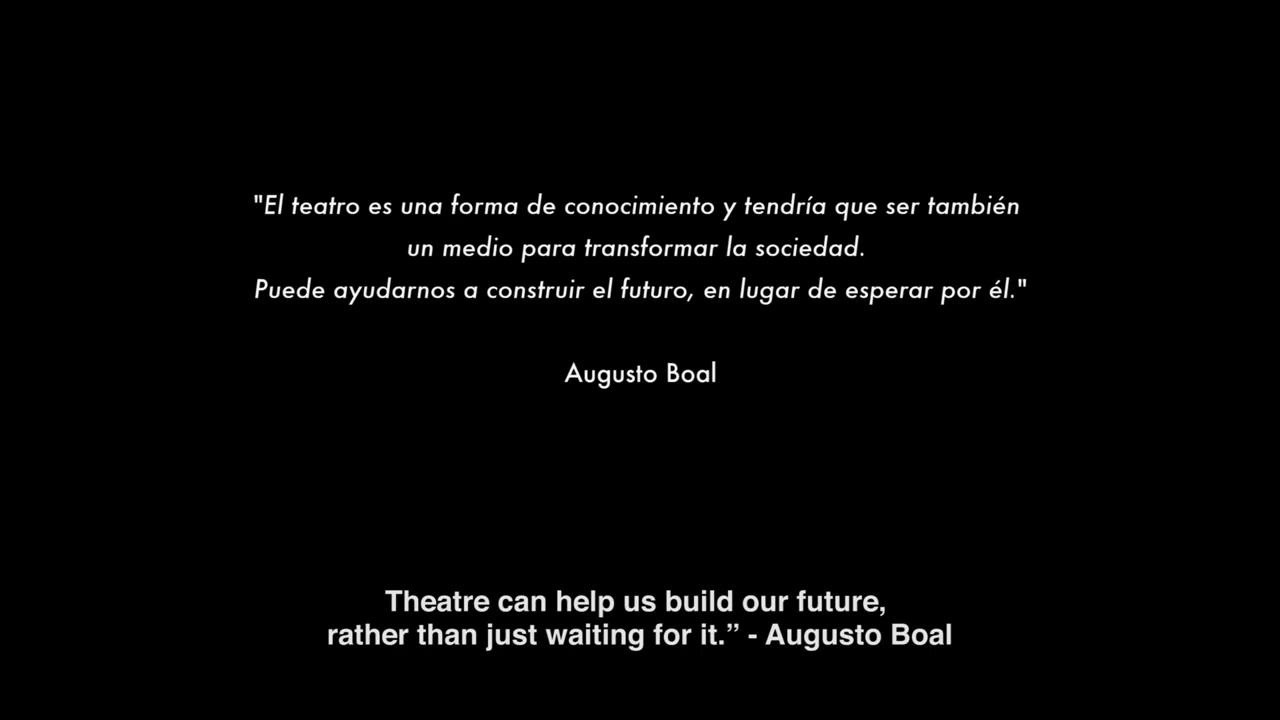 "El teatro es una forma de conocimiento y tendría que ser también
un medio para transformar la sociedad.
Puede ayudarnos a construir el futuro, en lugar de esperar por él."
Augusto Boal
Theatre can help us build our future,
rather than just waiting for it.” - Augusto Boal